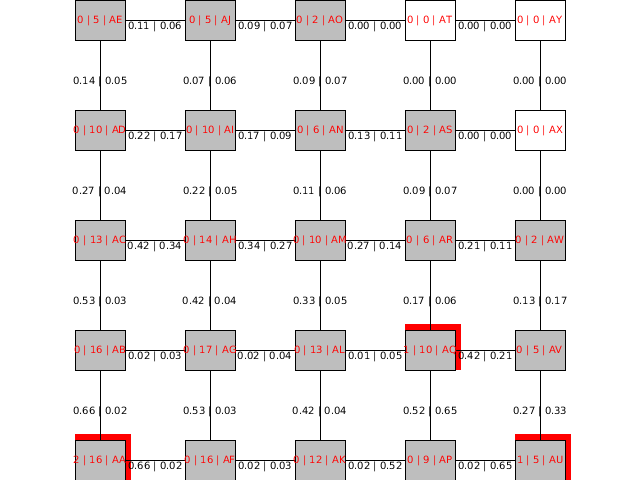 0 | 5 | AE 0.11 | 0.06 0 | 5 | AJ 0.09 | 0.07 0 | 2 | AO 0.00 | 0.00 0 | 0 | AT 0.00 | 0.00 0 | 0 | AY
0.14 | 0.05 0.07 | 0.06 0.09 | 0.07 0.00 | 0.00 0.00 | 0.00
0 | 10 | AD 0.22 | 0.17 0 | 10 | AI 0.17 | 0.09 0 | 6 | AN 0.13 | 0.11 0 | 2 | AS 0.00 | 0.00 0 | 0 | AX
0.27 | 0.04 0.22 | 0.05 0.11 | 0.06 0.09 | 0.07 0.00 | 0.00
0 | 13 | AC 0.42 | 0.34 0 | 14 | AH 0.34 | 0.27 0 | 10 | AM 0.27 | 0.14 0 | 6 | AR 0.21 | 0.11 0 | 2 | AW
0.53 | 0.03 0.42 | 0.04 0.33 | 0.05 0.17 | 0.06 0.13 | 0.17
0 | 16 | AB 0.02 | 0.03 0 | 17 | AG 0.02 | 0.04 0 | 13 | AL 0.01 | 0.05 1 | 10 | AQ 0.42 | 0.21 0 | 5 | AV
0.66 | 0.02 0.53 | 0.03 0.42 | 0.04 0.52 | 0.65 0.27 | 0.33
2 | 16 | AA 0.66 | 0.02 0 | 16 | AF 0.02 | 0.03 0 | 12 | AK 0.02 | 0.52 0 | 9 | AP 0.02 | 0.65 1 | 5 | AU